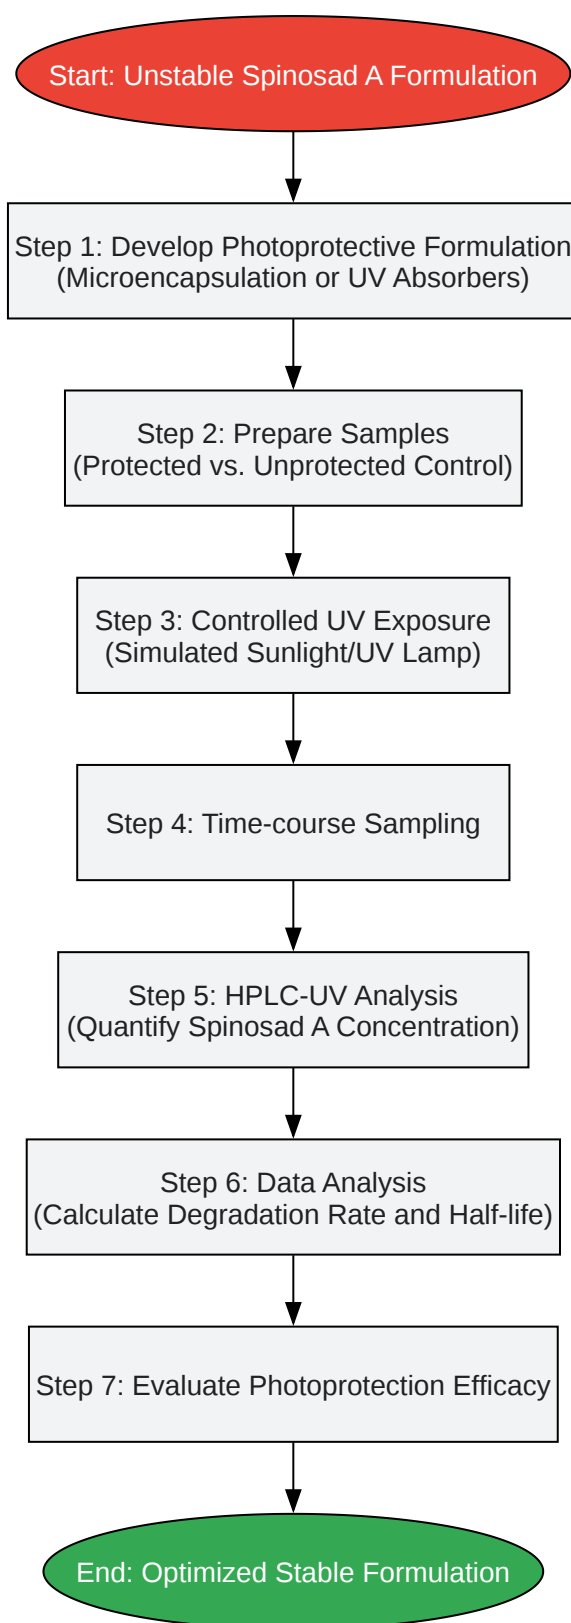 Start: Unstable Spinosad A Formulation
Step 1: Develop Photoprotective Formulation
(Microencapsulation or UV Absorbers)
Step 2: Prepare Samples
(Protected vs. Unprotected Control)
Step 3: Controlled UV Exposure
(Simulated Sunlight/UV Lamp)
Step 4: Time-course Sampling
Step 5: HPLC-UV Analysis
(Quantify Spinosad A Concentration)
Step 6: Data Analysis
(Calculate Degradation Rate and Half-life)
Step 7: Evaluate Photoprotection Efficacy
End: Optimized Stable Formulation